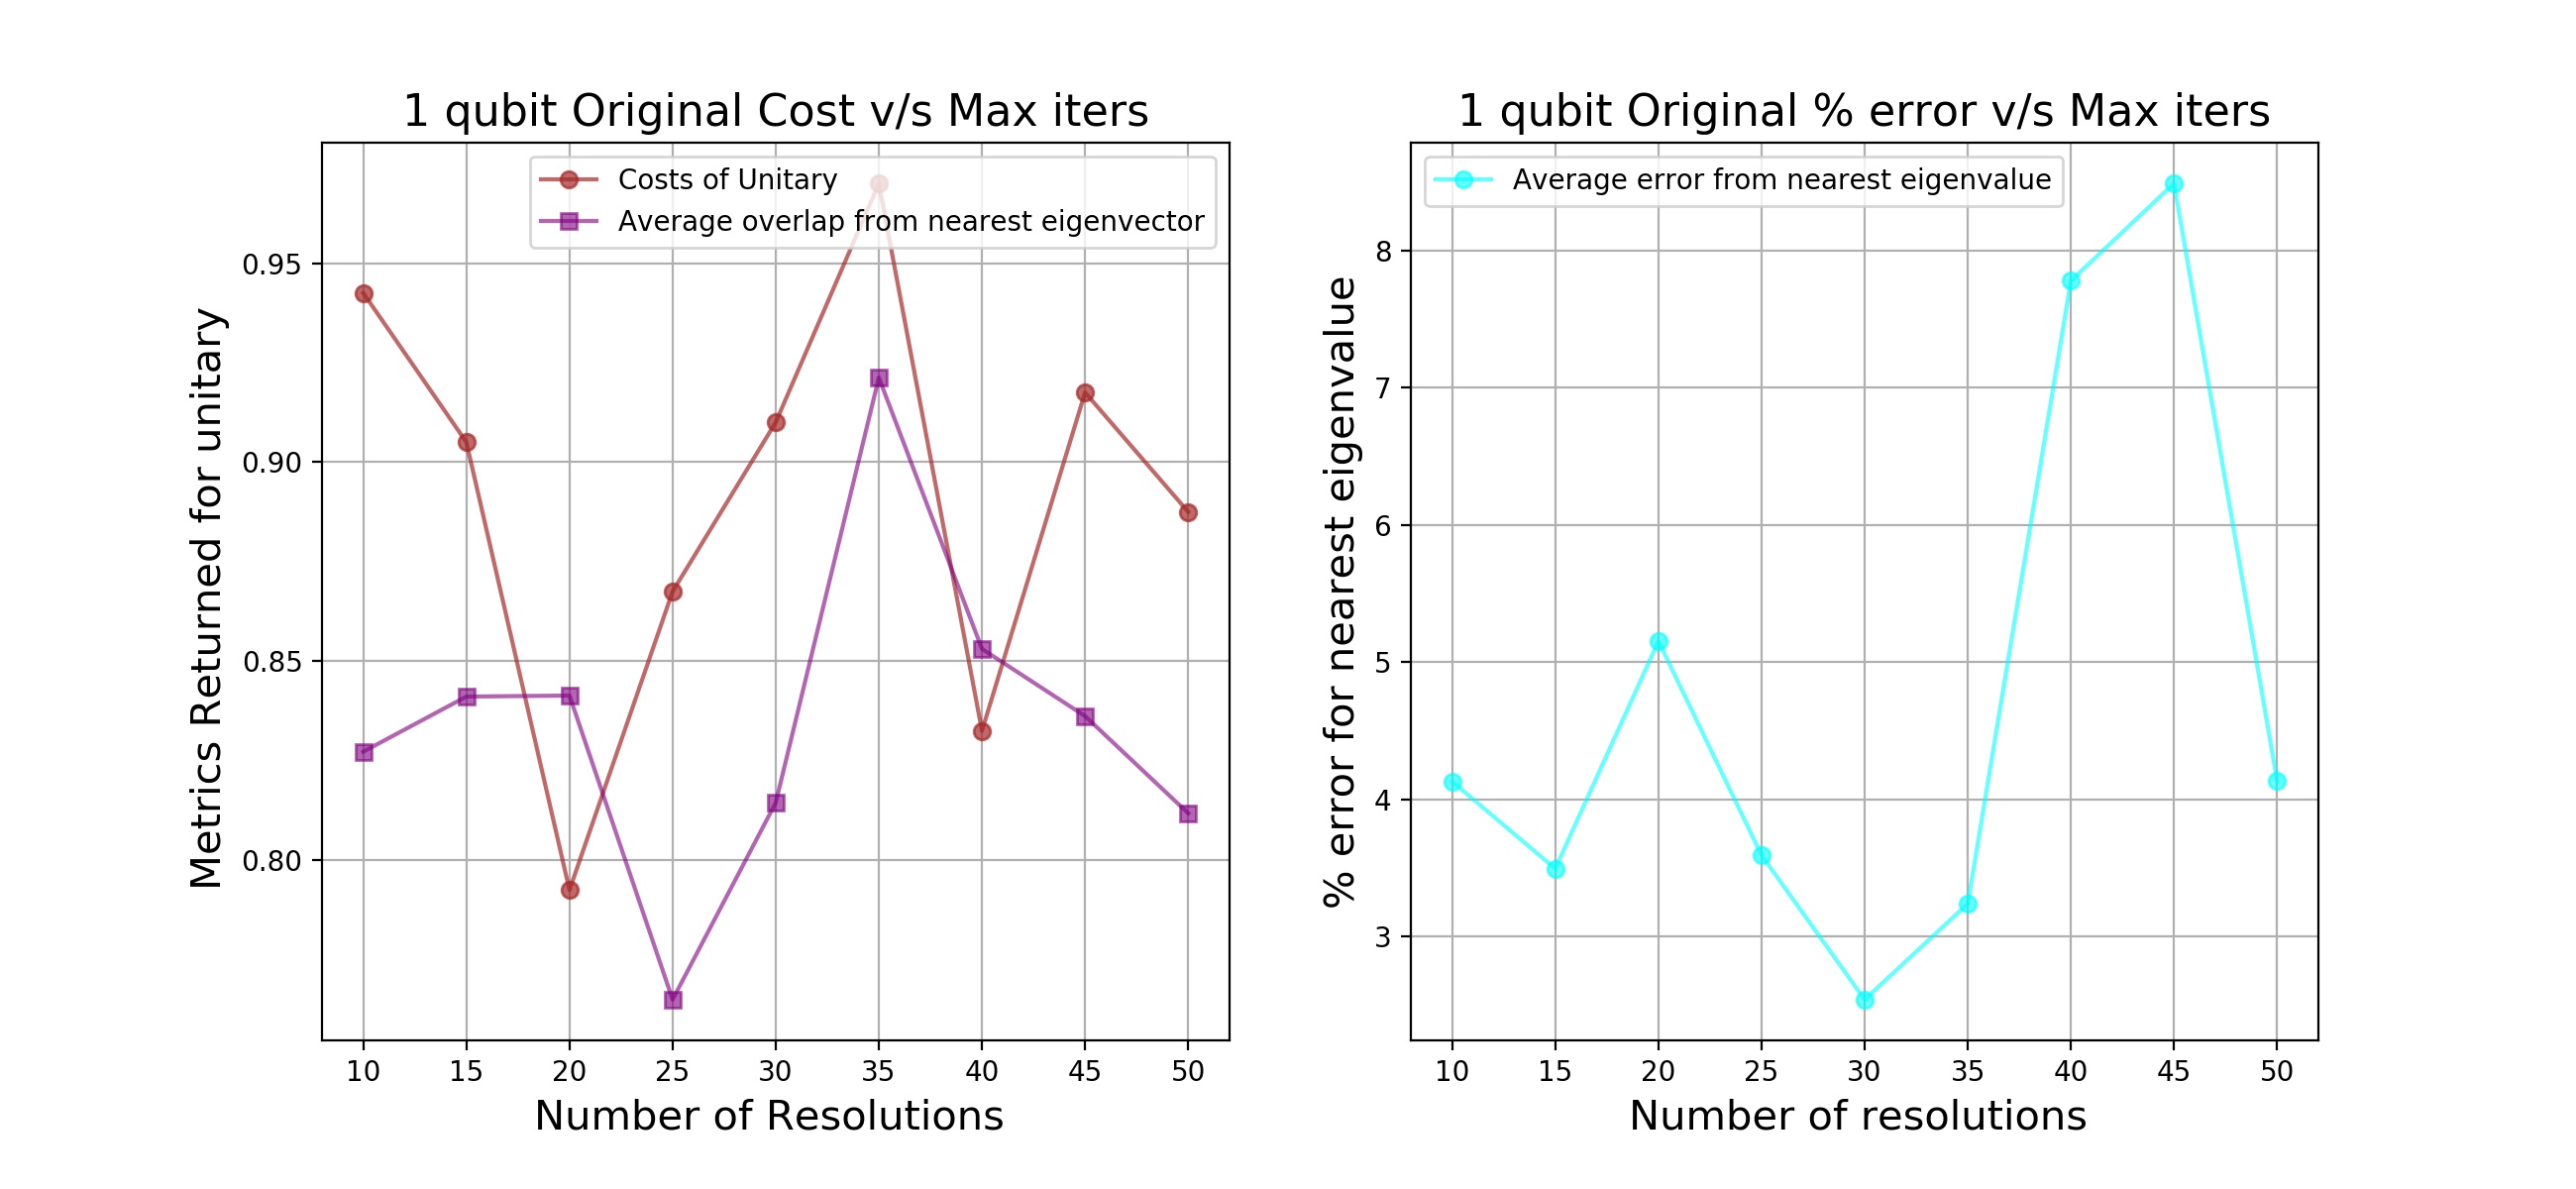 1 qubit Original Cost v/s Max iters
Costs of Unitary
Average overlap from nearest eigenvector
Metrics Returned for unitary
0.95
0.90
0.85
0.80
10 15 20 25 30 35 40 45 50
Number of Resolutions
1 qubit Original % error v/s Max iters
Average error from nearest eigenvalue
% error for nearest eigenvalue
8
7
6
5
4
3
10 15 20 25 30 35 40 45 50
Number of resolutions